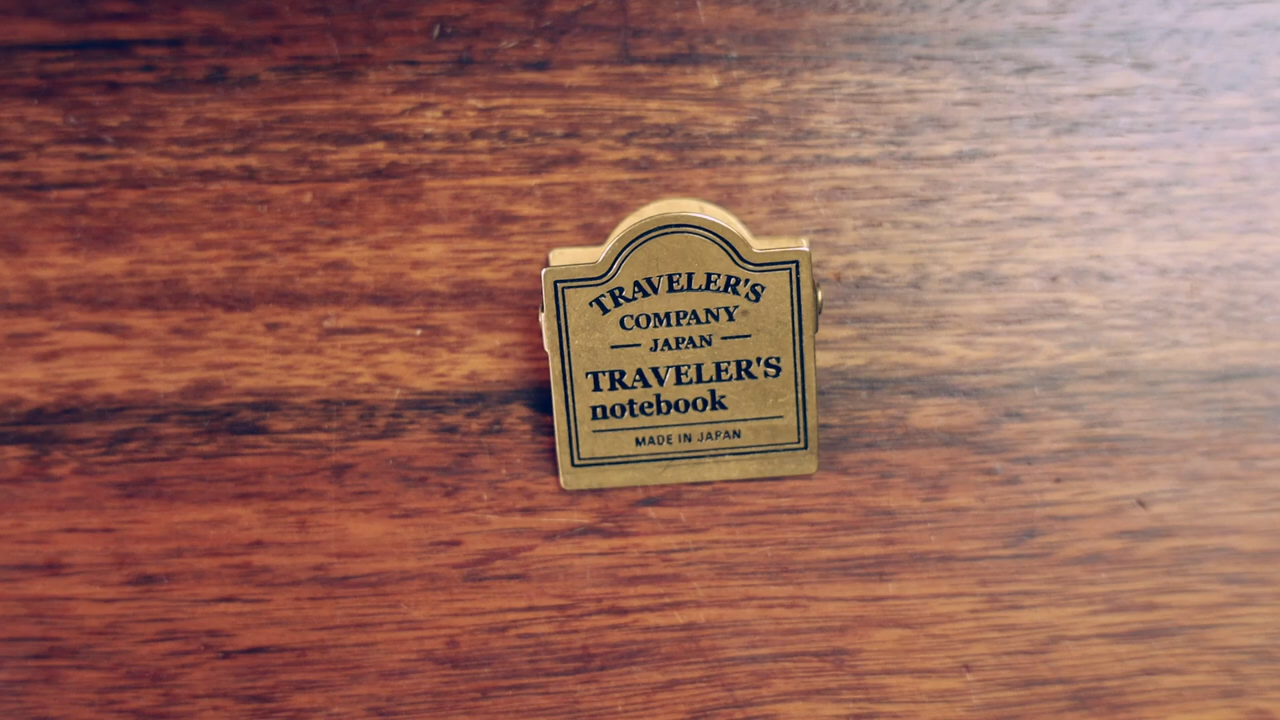 TRAVELER'S
COMPANY
JAPAN
TRAVELER'S
notebook
MADE IN JAPAN